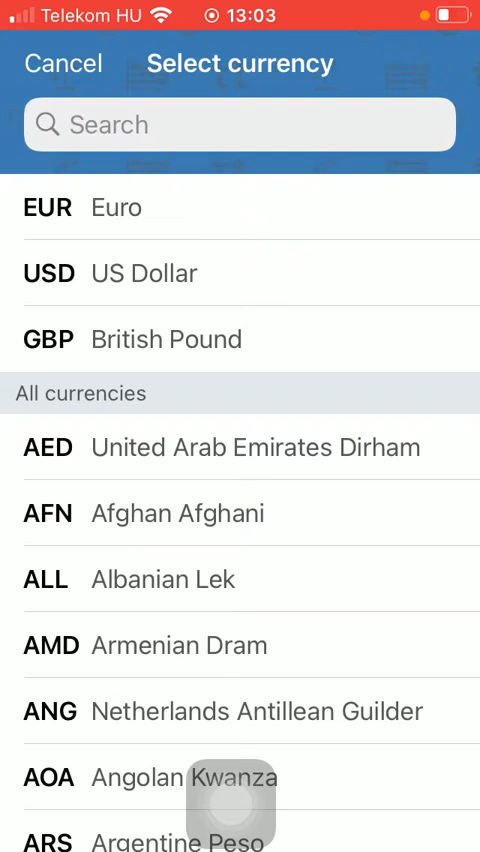 Telekom HU 13:03
Cancel Select currency
Search
EUR Euro
USD US Dollar
GBP British Pound
All currencies
AED United Arab Emirates Dirham
AFN Afghan Afghani
ALL Albanian Lek
AMD Armenian Dram
ANG Netherlands Antillean Guilder
AOA Angolan Kwanza
ARS Argentine Peso